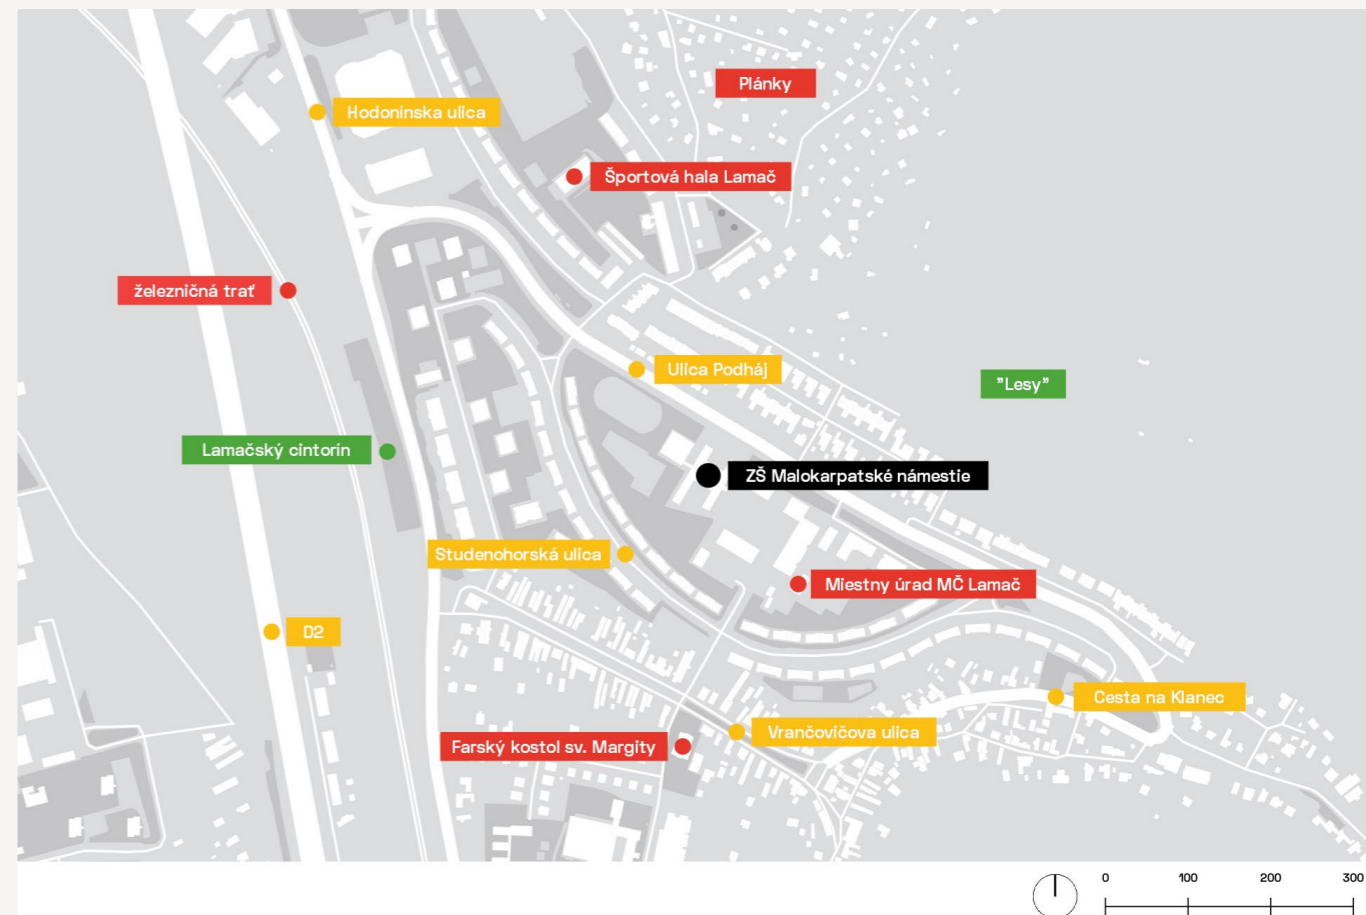 Plánky
Hodonínska ulica
Športová hala Lamač
železničná trať
Ulica Podháj
"Lesy"
Lamačský cintorín
ZŠ Malokarpatské námestie
Studenohorská ulica
Miestny úrad MČ Lamač
D2
Cesta na Klanec
Vrančovičova ulica
Farský kostol sv. Margity
0 100 200 300